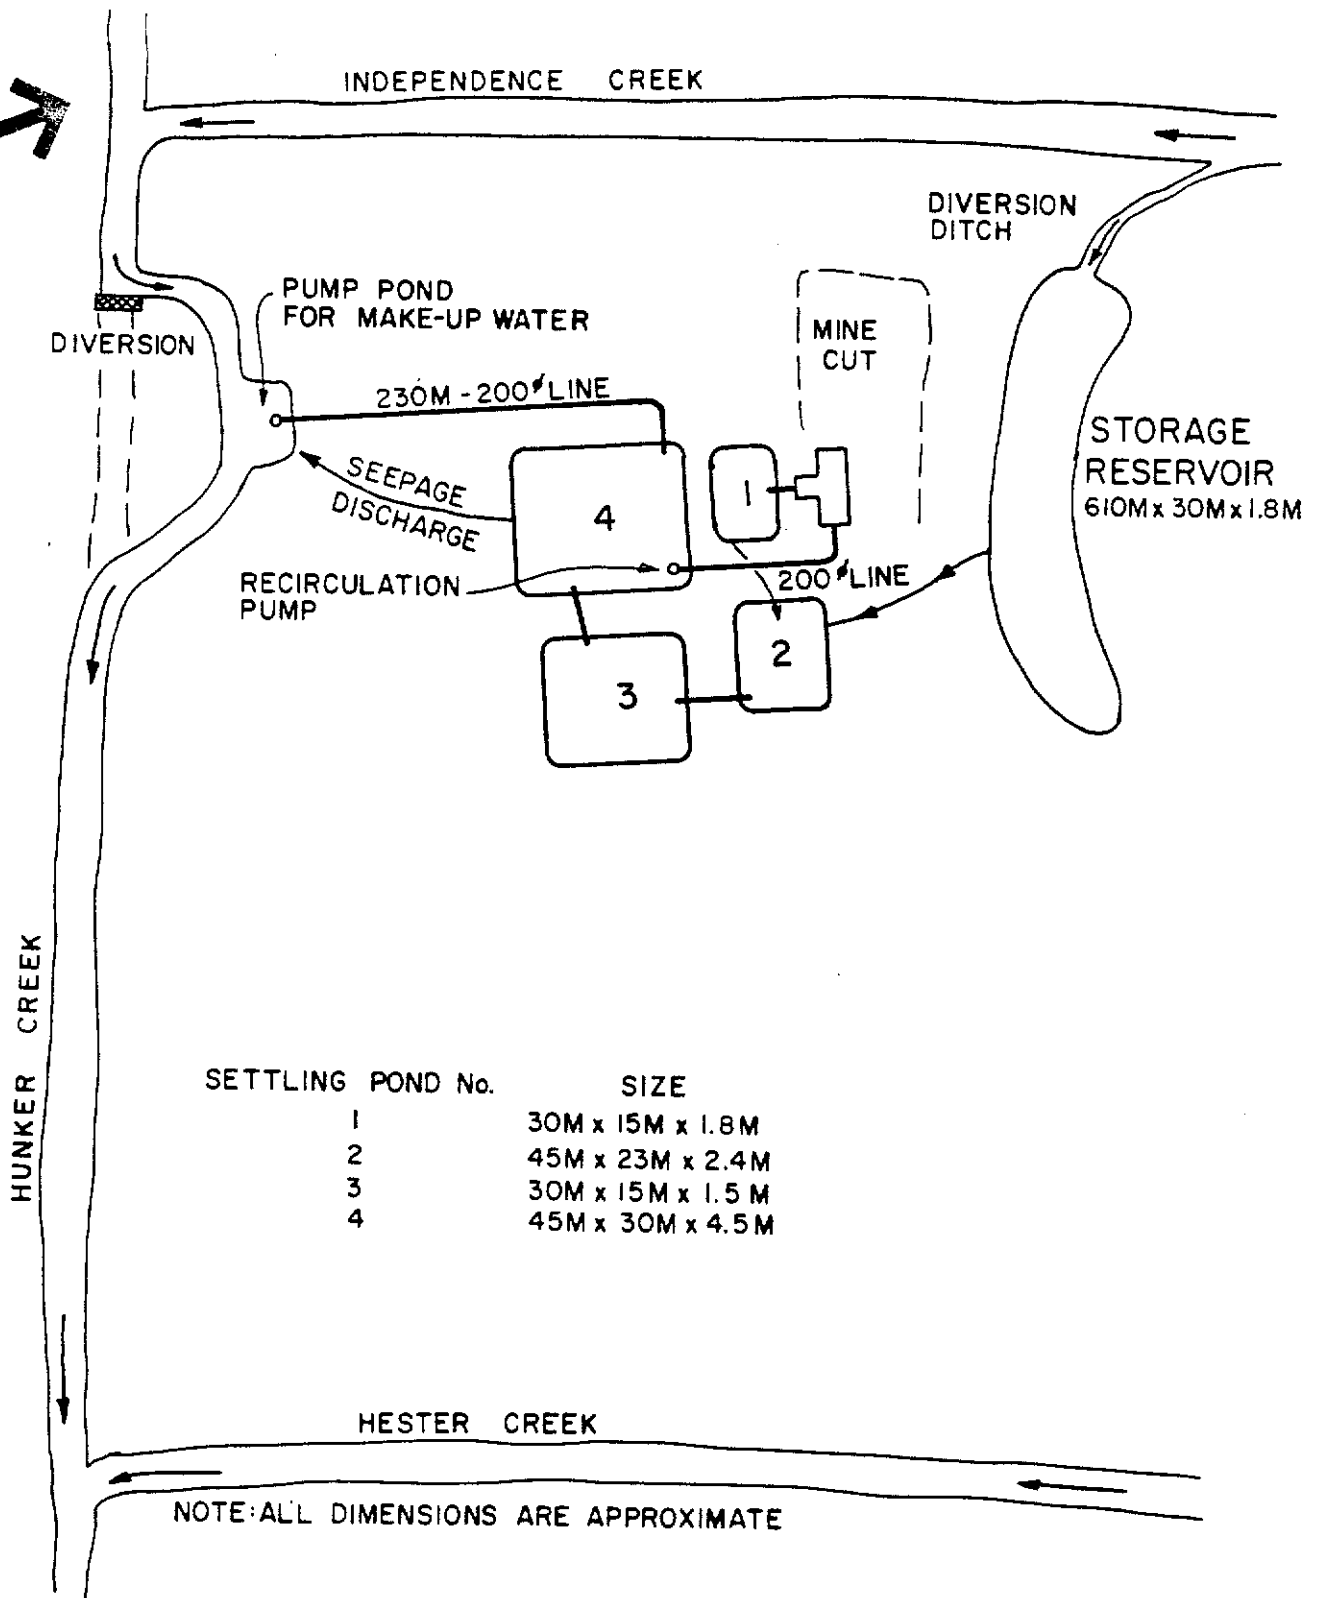 INDEPENDENCE CREEK
DIVERSION
DITCH
PUMP POND
FOR MAKE-UP WATER
DIVERSION
MINE
CUT
230M-200ø LINE
STORAGE
RESERVOIR
610M x 30M x 1.8M
SEEPAGE
DISCHARGE
1
4
RECIRCULATION
PUMP
200ø LINE
2
3
HUNKER CREEK
SETTLING POND No. SIZE
1 30M x 15M x 1.8M
2 45M x 23M x 2.4M
3 30M x 15M x 1.5M
4 45M x 30M x 4.5M
HESTER CREEK
NOTE: ALL DIMENSIONS ARE APPROXIMATE